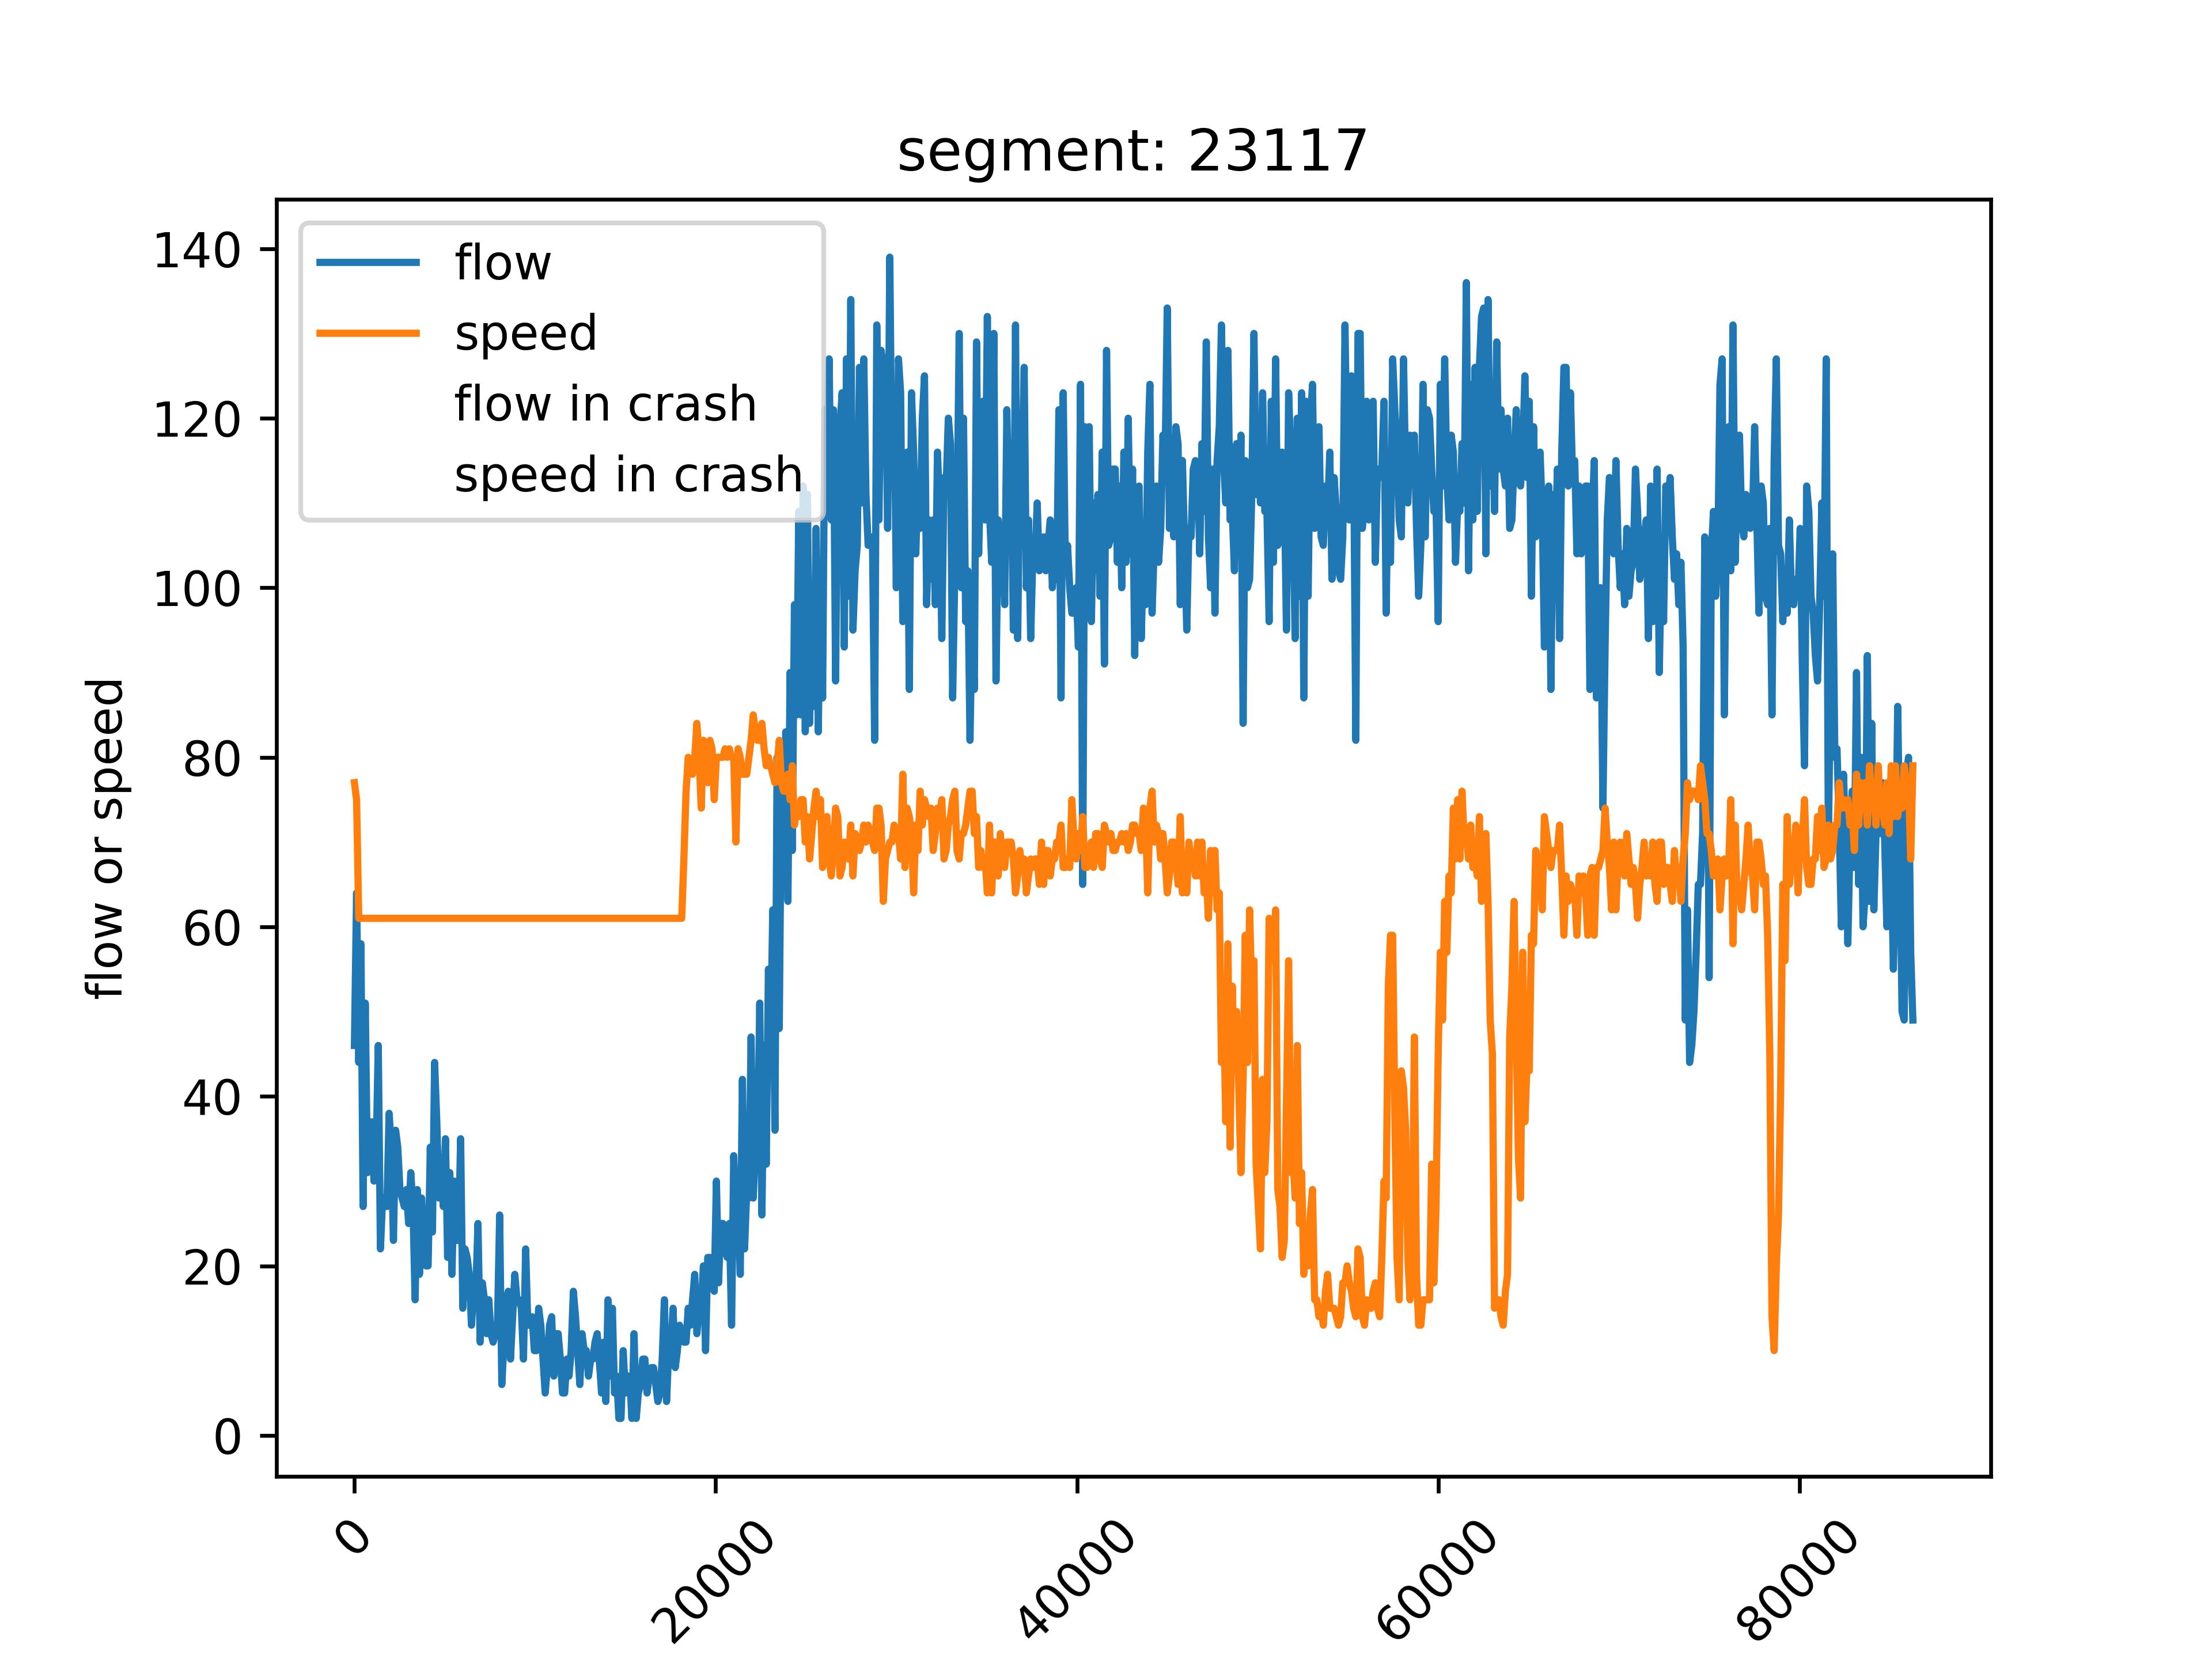 segment: 23117
flow
speed
flow in crash
speed in crash
140
120
100
80
60
40
20
0
flow or speed
0
20000
40000
60000
80000